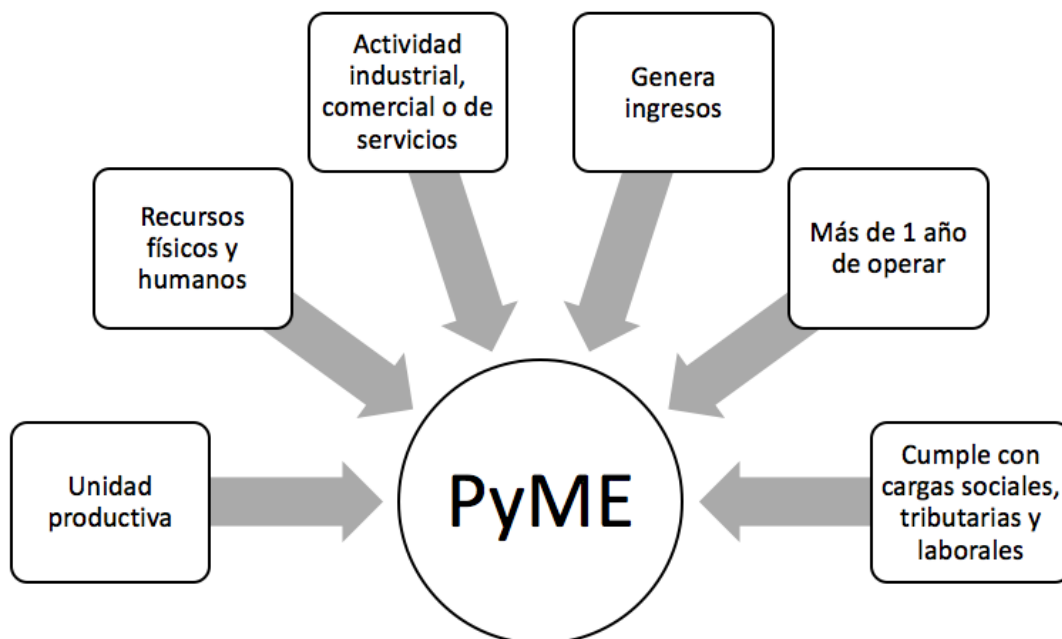 Actividad
industrial,
comercial o de
servicios
Genera
ingresos
Recursos
físicos y
humanos
Más de 1 año
de operar
Unidad
productiva
PyME
Cumple con
cargas sociales,
tributarias y
laborales